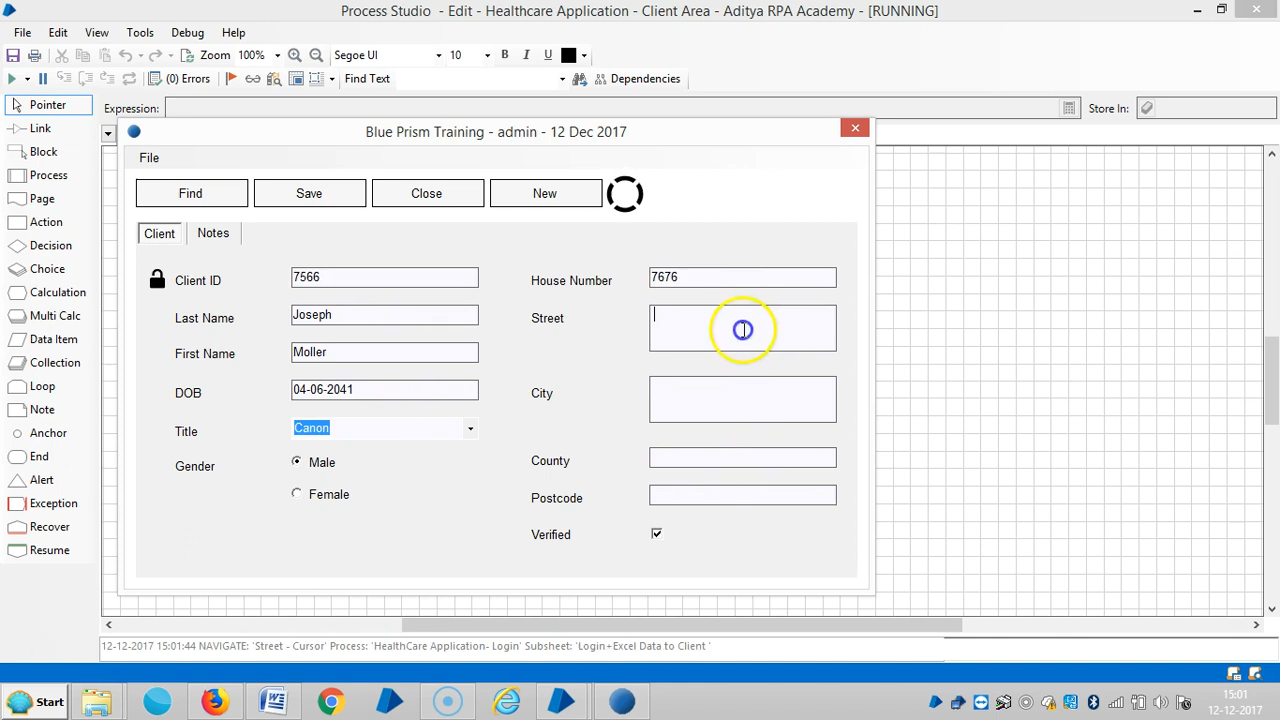 Process Studio - Edit - Healthcare Application - Client Area - Aditya RPA Academy - [RUNNING]
File Edit View Tools Debug Help
Zoom 100% Segoe UI 10 B I U
(0) Errors Find Text Dependencies
Pointer Expression: Store In:
Link
Block
Process
Page
Action
Decision
Choice
Calculation
Multi Calc
Data Item
Collection
Loop
Note
Anchor
End
Alert
Exception
Recover
Resume
Blue Prism Training - admin - 12 Dec 2017
File
Find Save Close New
Client Notes
Client ID 7566 House Number 7676
Last Name Joseph Street
First Name Moller
DOB 04-06-2041 City
Title Canon
Gender Male County
Female Postcode
Verified
12-12-2017 15:01:44 NAVIGATE: 'Street - Cursor' Process: 'HealthCare Application- Login' Subsheet: 'Login+Excel Data to Client '
Start 15:01
12-12-2017